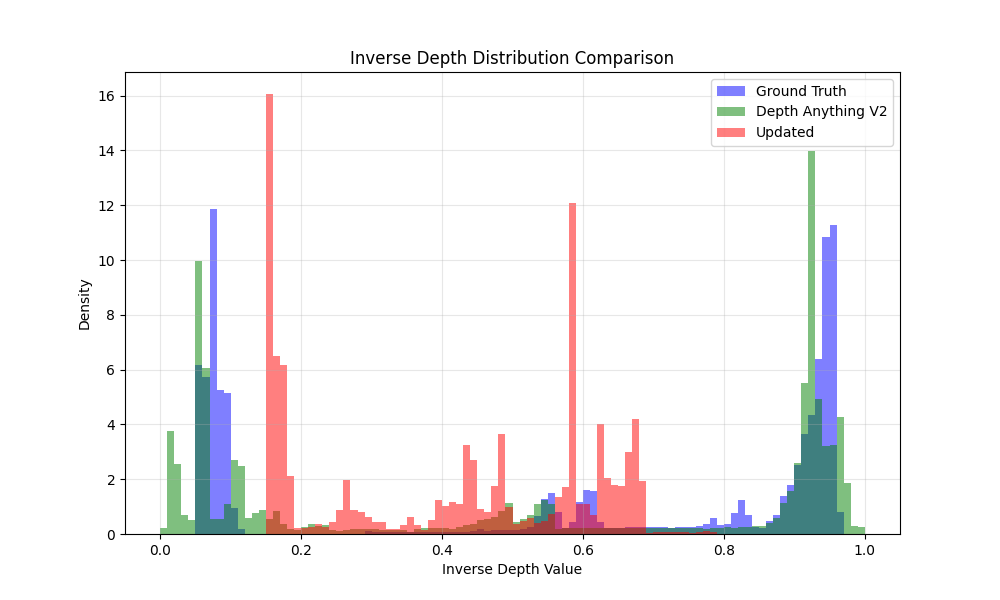 Inverse Depth Distribution Comparison
Ground Truth
Depth Anything V2
Updated
Density
16
14
12
10
8
6
4
2
0
0.0 0.2 0.4 0.6 0.8 1.0
Inverse Depth Value